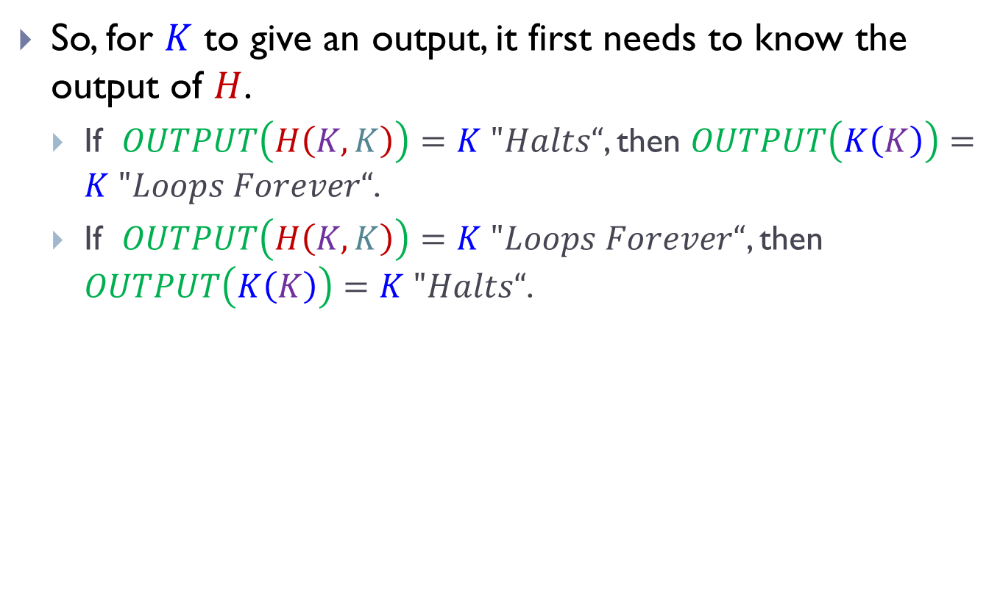 So, for K to give an output, it first needs to know the
output of H.
If OUTPUT(H(K, K)) = K "Halts“, then OUTPUT(K(K)) =
K "Loops Forever“.
If OUTPUT(H(K, K)) = K "Loops Forever“, then
OUTPUT(K(K)) = K "Halts“.